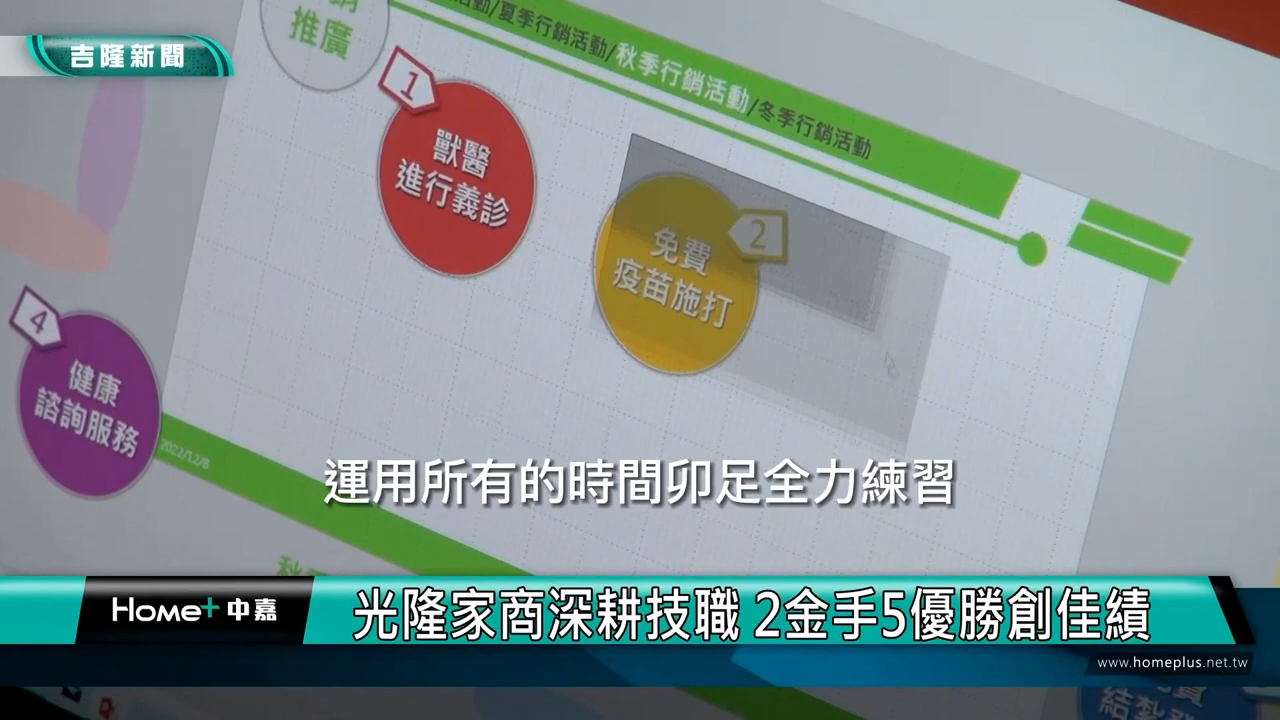 吉隆新聞
推廣
活動/夏季行銷活動/秋季行銷活動/冬季行銷活動
1
獸醫
進行義診
2
免費
疫苗施打
4
健康
諮詢服務
2022/12/8
運用所有的時間卯足全力練習
Home+中嘉
光隆家商深耕技職 2金手5優勝創佳績
www.homeplus.net.tw